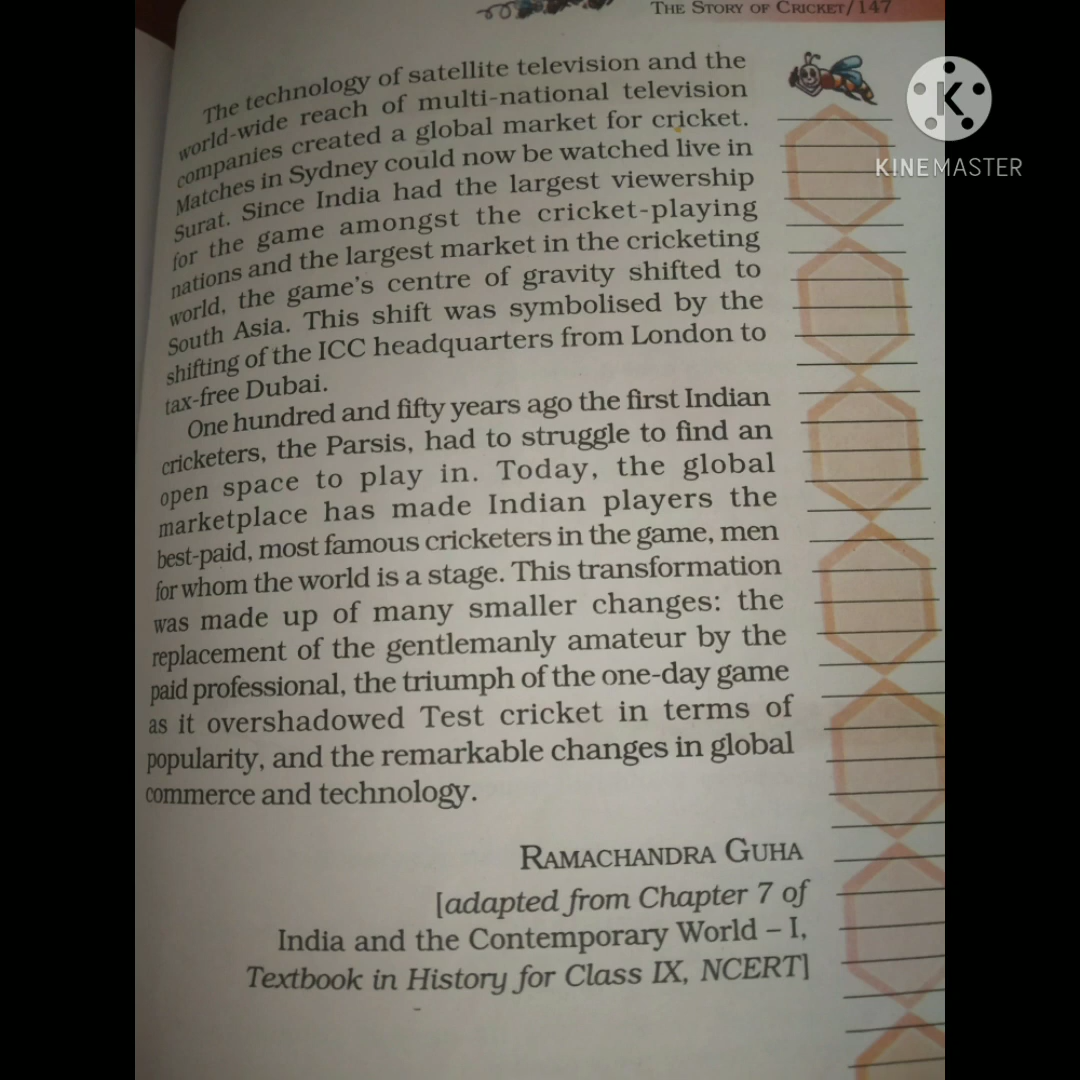 THE STORY OF CRICKET/147
The technology of satellite television and the
world-wide reach of multi-national television
companies created a global market for cricket.
Matches in Sydney could now be watched live in
Surat. Since India had the largest viewership
for the game amongst the cricket-playing
nations and the largest market in the cricketing
world, the game's centre of gravity shifted to
South Asia. This shift was symbolised by the
shifting of the ICC headquarters from London to
tax-free Dubai.
One hundred and fifty years ago the first Indian
cricketers, the Parsis, had to struggle to find an
open space to play in. Today, the global
marketplace has made Indian players the
best-paid, most famous cricketers in the game, men
for whom the world is a stage. This transformation
was made up of many smaller changes: the
replacement of the gentlemanly amateur by the
paid professional, the triumph of the one-day game
as it overshadowed Test cricket in terms of
popularity, and the remarkable changes in global
commerce and technology.
RAMACHANDRA GUHA
[adapted from Chapter 7 of
India and the Contemporary World – I,
Textbook in History for Class IX, NCERT]
K
KINEMASTER